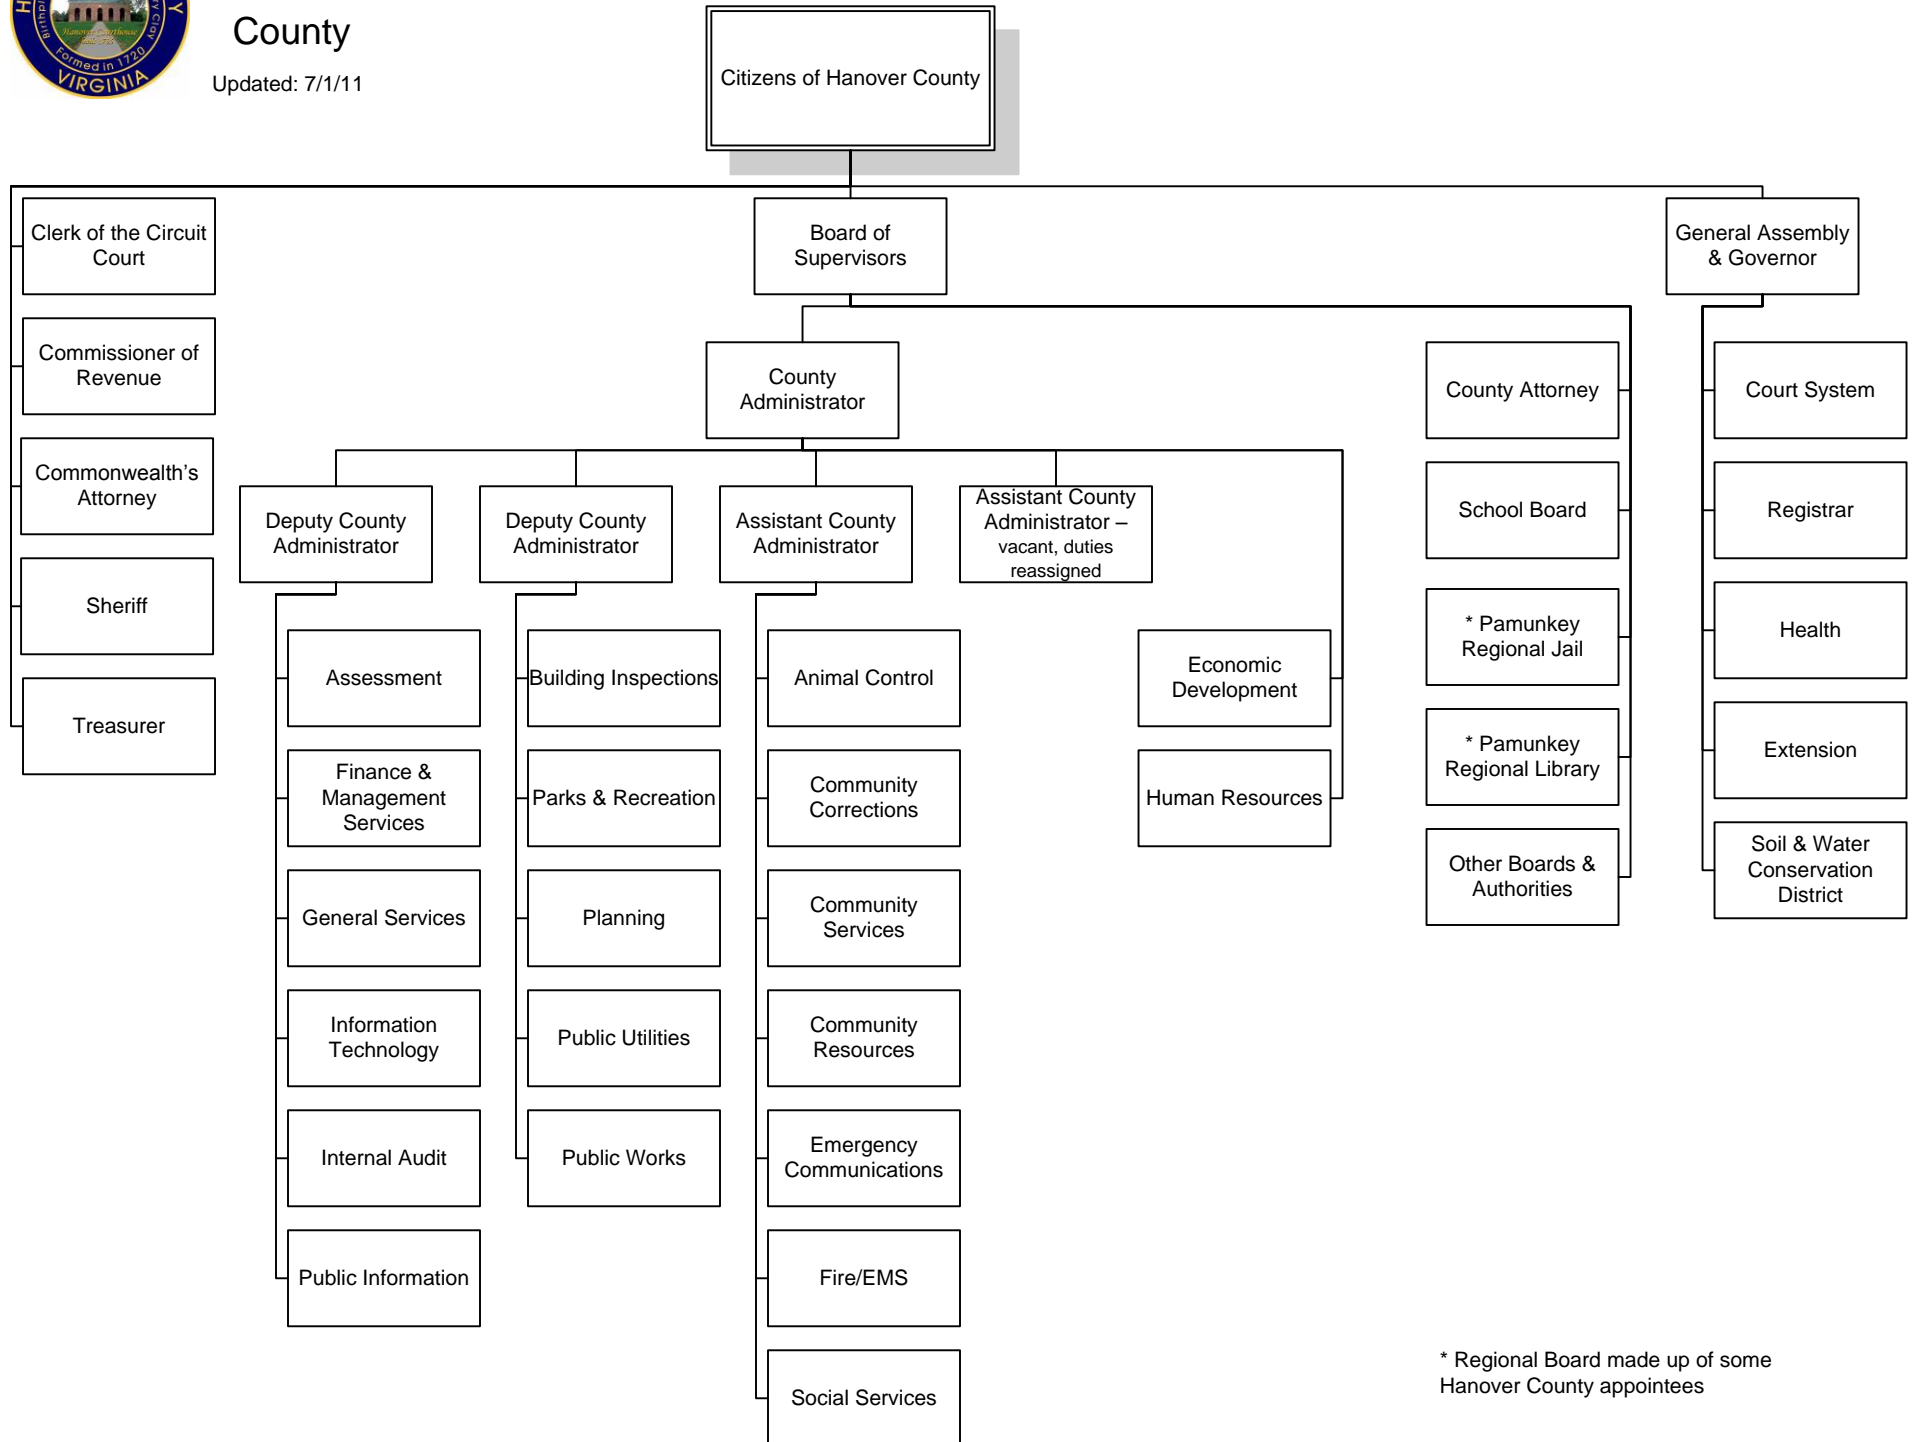 County
Updated: 7/1/11
Formed in 1720
VIRGINIA
Citizens of Hanover County
Clerk of the Circuit
Court
Commissioner of
Revenue
Commonwealth’s
Attorney
Sheriff
Treasurer
Board of
Supervisors
General Assembly
& Governor
County
Administrator
Deputy County
Administrator
Assessment
Finance &
Management
Services
General Services
Information
Technology
Internal Audit
Public Information
Deputy County
Administrator
Building Inspections
Parks & Recreation
Planning
Public Utilities
Public Works
Assistant County
Administrator
Animal Control
Community
Corrections
Community
Services
Community
Resources
Emergency
Communications
Fire/EMS
Social Services
Assistant County
Administrator –
vacant, duties
reassigned
Economic
Development
Human Resources
County Attorney
School Board
* Pamunkey
Regional Jail
* Pamunkey
Regional Library
Other Boards &
Authorities
Court System
Registrar
Health
Extension
Soil & Water
Conservation
District
* Regional Board made up of some
Hanover County appointees